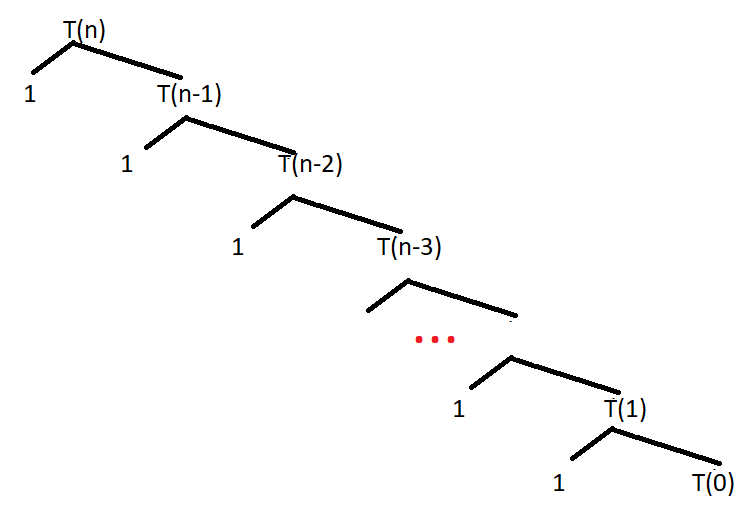 T(n)
1
T(n-1)
1
T(n-2)
1
T(n-3)
...
1
T(1)
1
T(0)